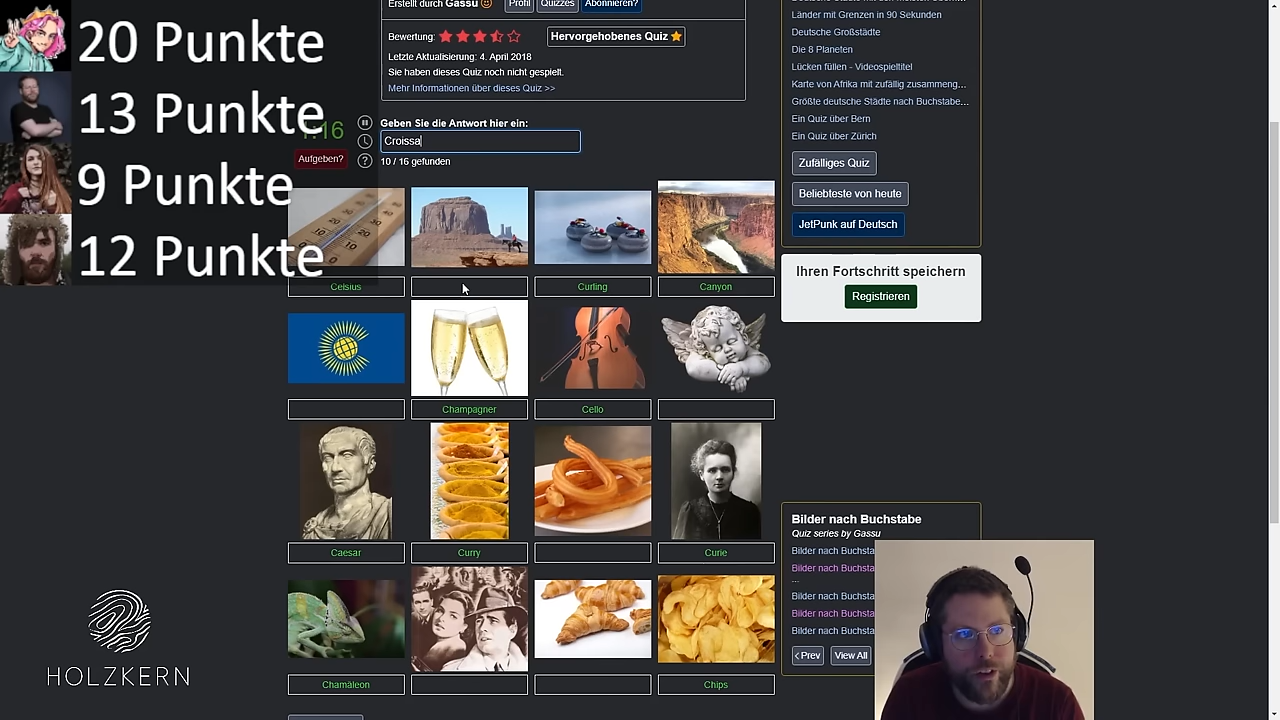 20 Punkte
13 Punkte
9 Punkte
12 Punkte
Erstellt durch Gassu
Profil
Quizzes
Abonnieren?
Bewertung:
Hervorgehobenes Quiz
Letzte Aktualisierung: 4. April 2018
Sie haben dieses Quiz noch nicht gespielt.
Mehr Informationen über dieses Quiz >>
Geben Sie die Antwort hier ein:
:16
Croissa
Aufgeben?
10 / 16 gefunden
Celsius
Curling
Canyon
Champagner
Cello
Caesar
Curry
Curie
Chamäleon
Chips
Länder mit Grenzen in 90 Sekunden
Deutsche Großstädte
Die 8 Planeten
Lücken füllen - Videospieltitel
Karte von Afrika mit zufällig zusammeng...
Größte deutsche Städte nach Buchstabe...
Ein Quiz über Bern
Ein Quiz über Zürich
Zufälliges Quiz
Beliebteste von heute
JetPunk auf Deutsch
Ihren Fortschritt speichern
Registrieren
Bilder nach Buchstabe
Quiz series by Gassu
Bilder nach Buchsta
Bilder nach Buchsta
...
Bilder nach Buchsta
Bilder nach Buchsta
Bilder nach Buchsta
< Prev
View All
HOLZKERN